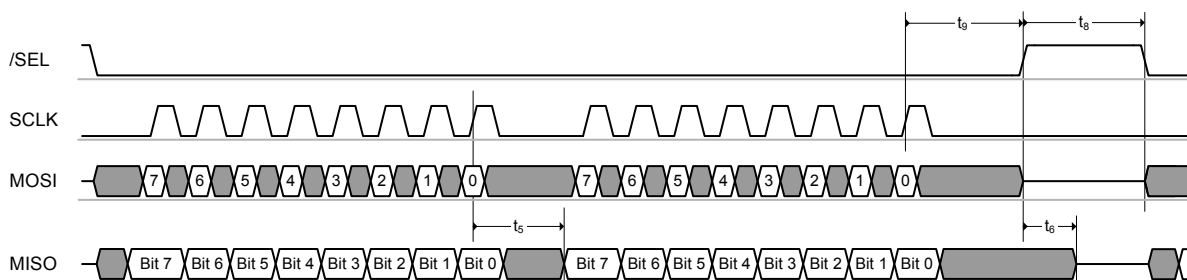 t9 t8
/SEL
SCLK
MOSI 7 6 5 4 3 2 1 0 7 6 5 4 3 2 1 0
t5 t6
MISO Bit 7 Bit 6 Bit 5 Bit 4 Bit 3 Bit 2 Bit 1 Bit 0 Bit 7 Bit 6 Bit 5 Bit 4 Bit 3 Bit 2 Bit 1 Bit 0